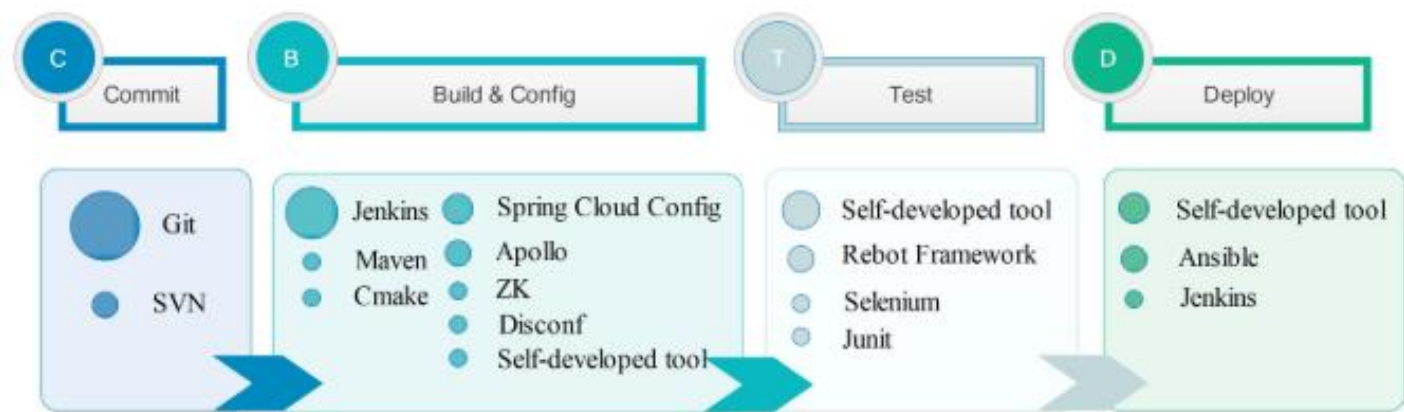 C
Commit
B
Build & Config
T
Test
D
Deploy
Git
SVN
Jenkins
Maven
Cmake
Spring Cloud Config
Apollo
ZK
Disconf
Self-developed tool
Self-developed tool
Rebot Framework
Selenium
Junit
Self-developed tool
Ansible
Jenkins